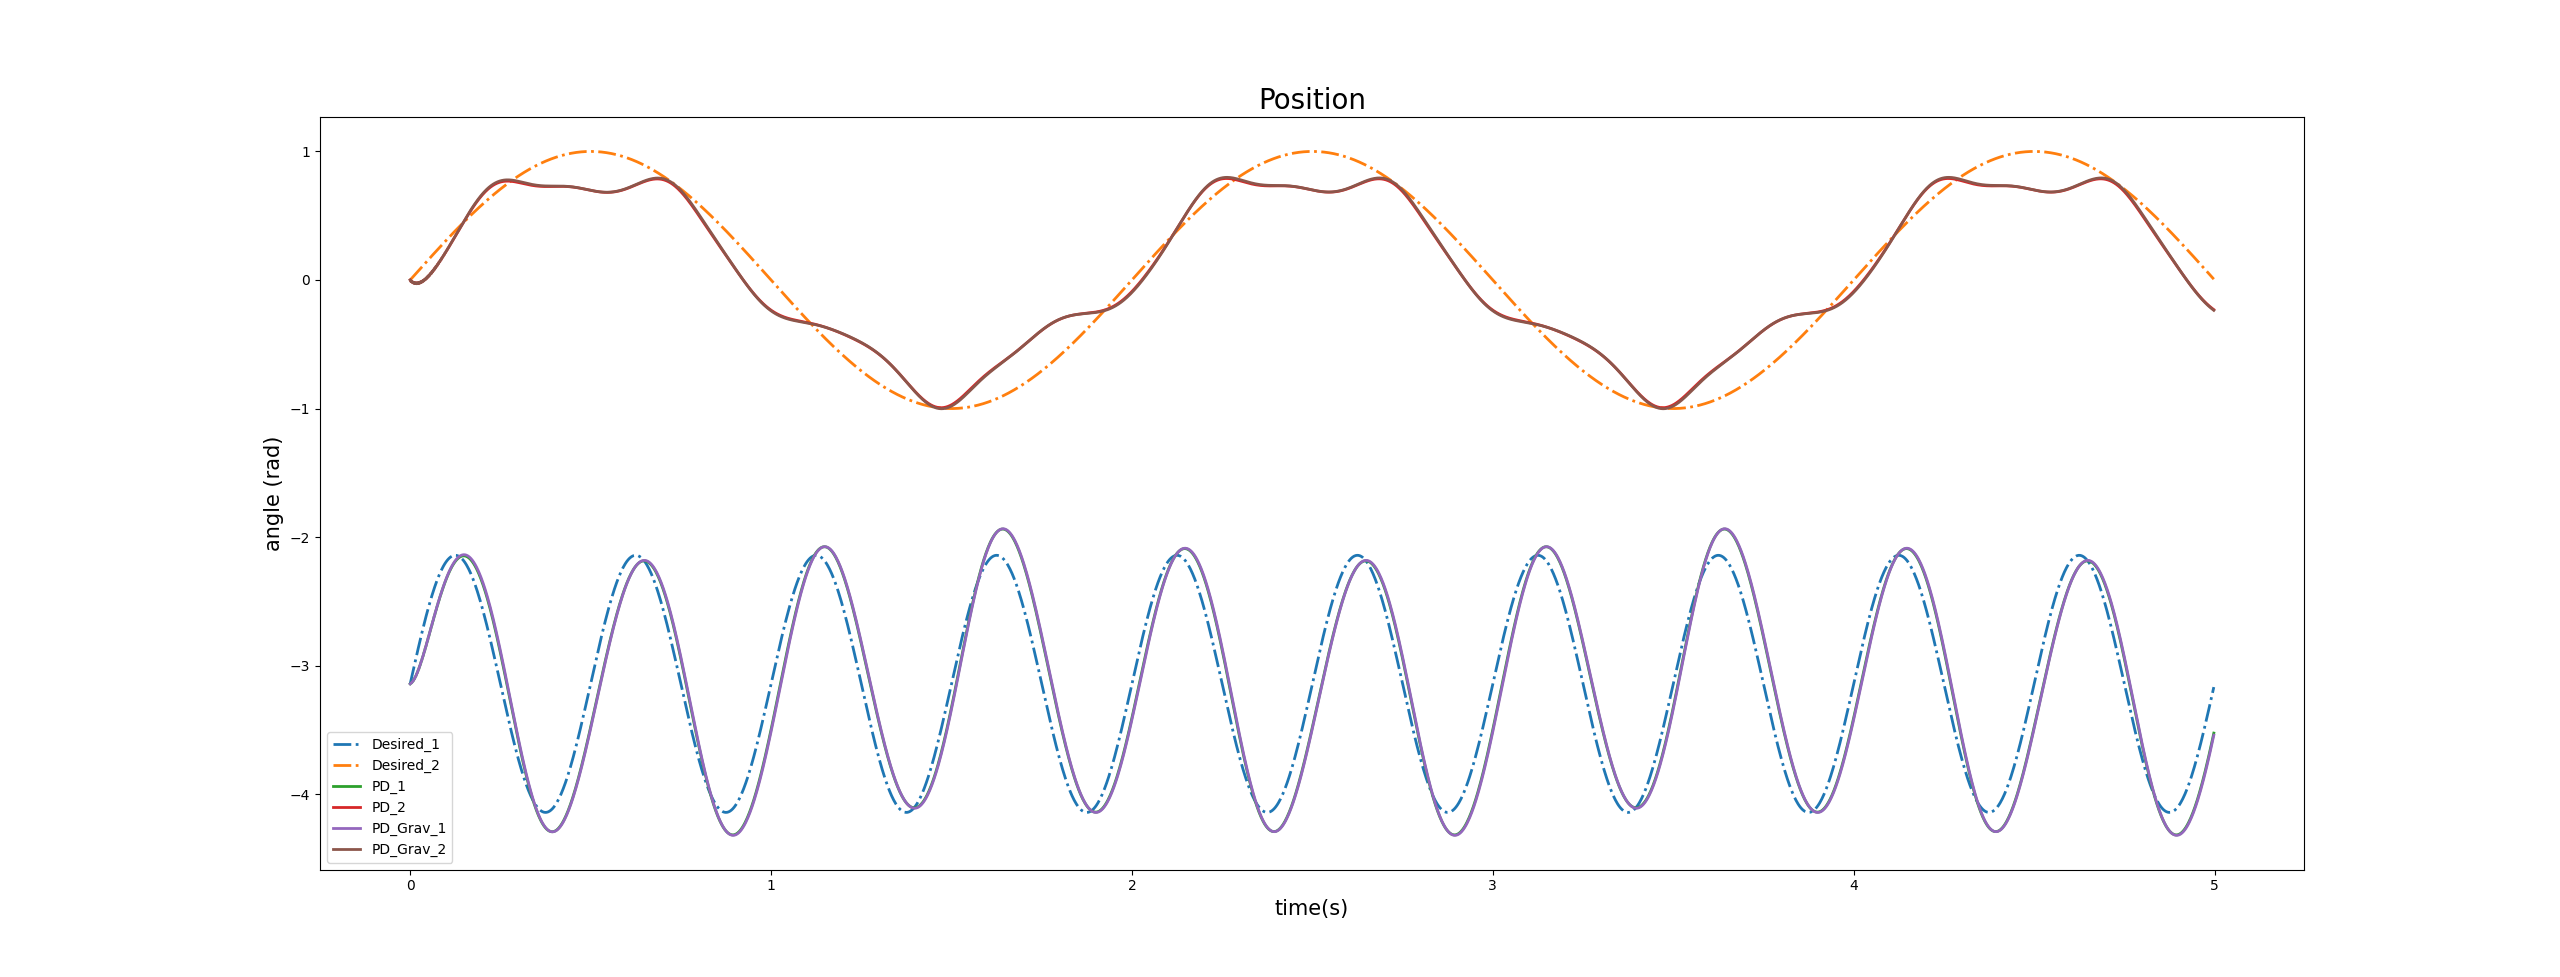 Position
1
0
−1
−2
−3
−4
angle (rad)
Desired_1
Desired_2
PD_1
PD_2
PD_Grav_1
PD_Grav_2
0 1 2 3 4 5
time(s)